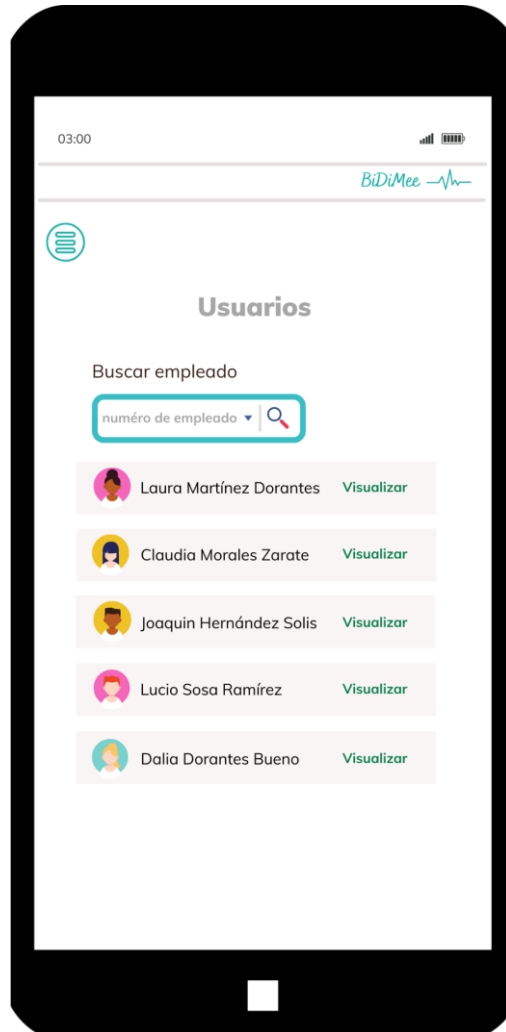 03:00
BiDiMee
Usuarios
Buscar empleado
numéro de empleado
Laura Martínez Dorantes Visualizar
Claudia Morales Zarate Visualizar
Joaquin Hernández Solis Visualizar
Lucio Sosa Ramírez Visualizar
Dalia Dorantes Bueno Visualizar